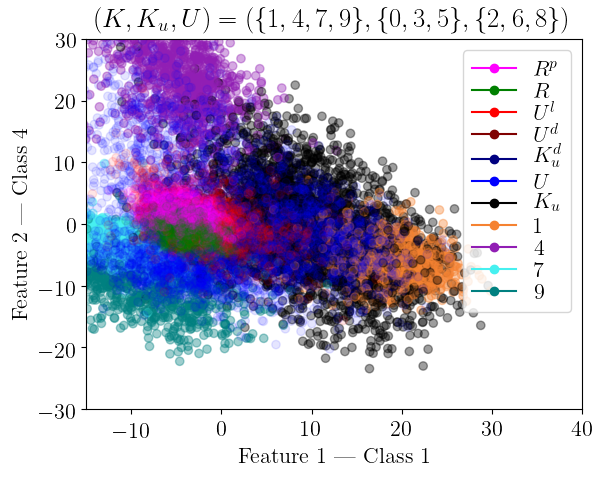 (K, K_u, U) = ({1, 4, 7, 9}, {0, 3, 5}, {2, 6, 8})
30
20
10
0
−10
−20
−30
Feature 2 — Class 4
−10
0
10
20
30
40
Feature 1 — Class 1
R^p
R
U^l
U^d
K_u^d
U
K_u
1
4
7
9